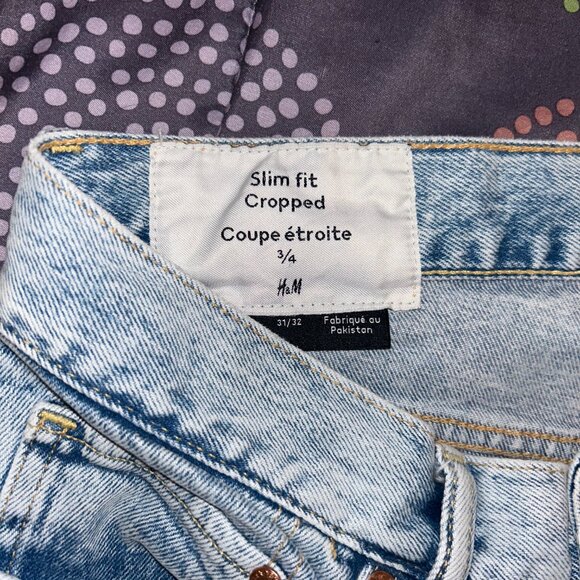 Slim fit
Cropped
Coupe étroite
3/4
H&M
31/32
Fabriqué au
Pakistan